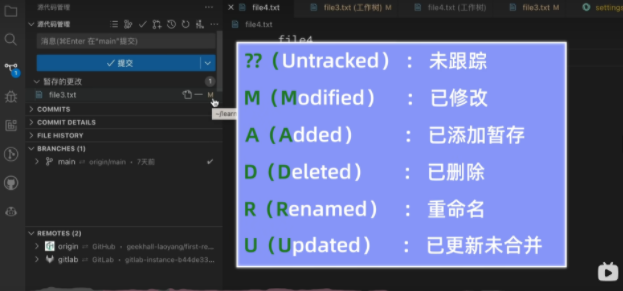 源代码管理
源代码管理
消息(⌘Enter 在"main"提交)
提交
暂存的更改 1
file3.txt M
~/learn
COMMITS
COMMIT DETAILS
FILE HISTORY
BRANCHES (1)
main origin/main • 7天前
REMOTES (2)
origin GitHub • geekhall-laoyang/first-re...
gitlab GitLab • gitlab-instance-b44de33...
file4.txt file3.txt (工作树) M file4.txt (工作树) file3.txt M settings
file4.txt
file4
?? (Untracked) : 未跟踪
M (Modified) : 已修改
A (Added) : 已添加暂存
D (Deleted) : 已删除
R (Renamed) : 重命名
U (Updated) : 已更新未合并